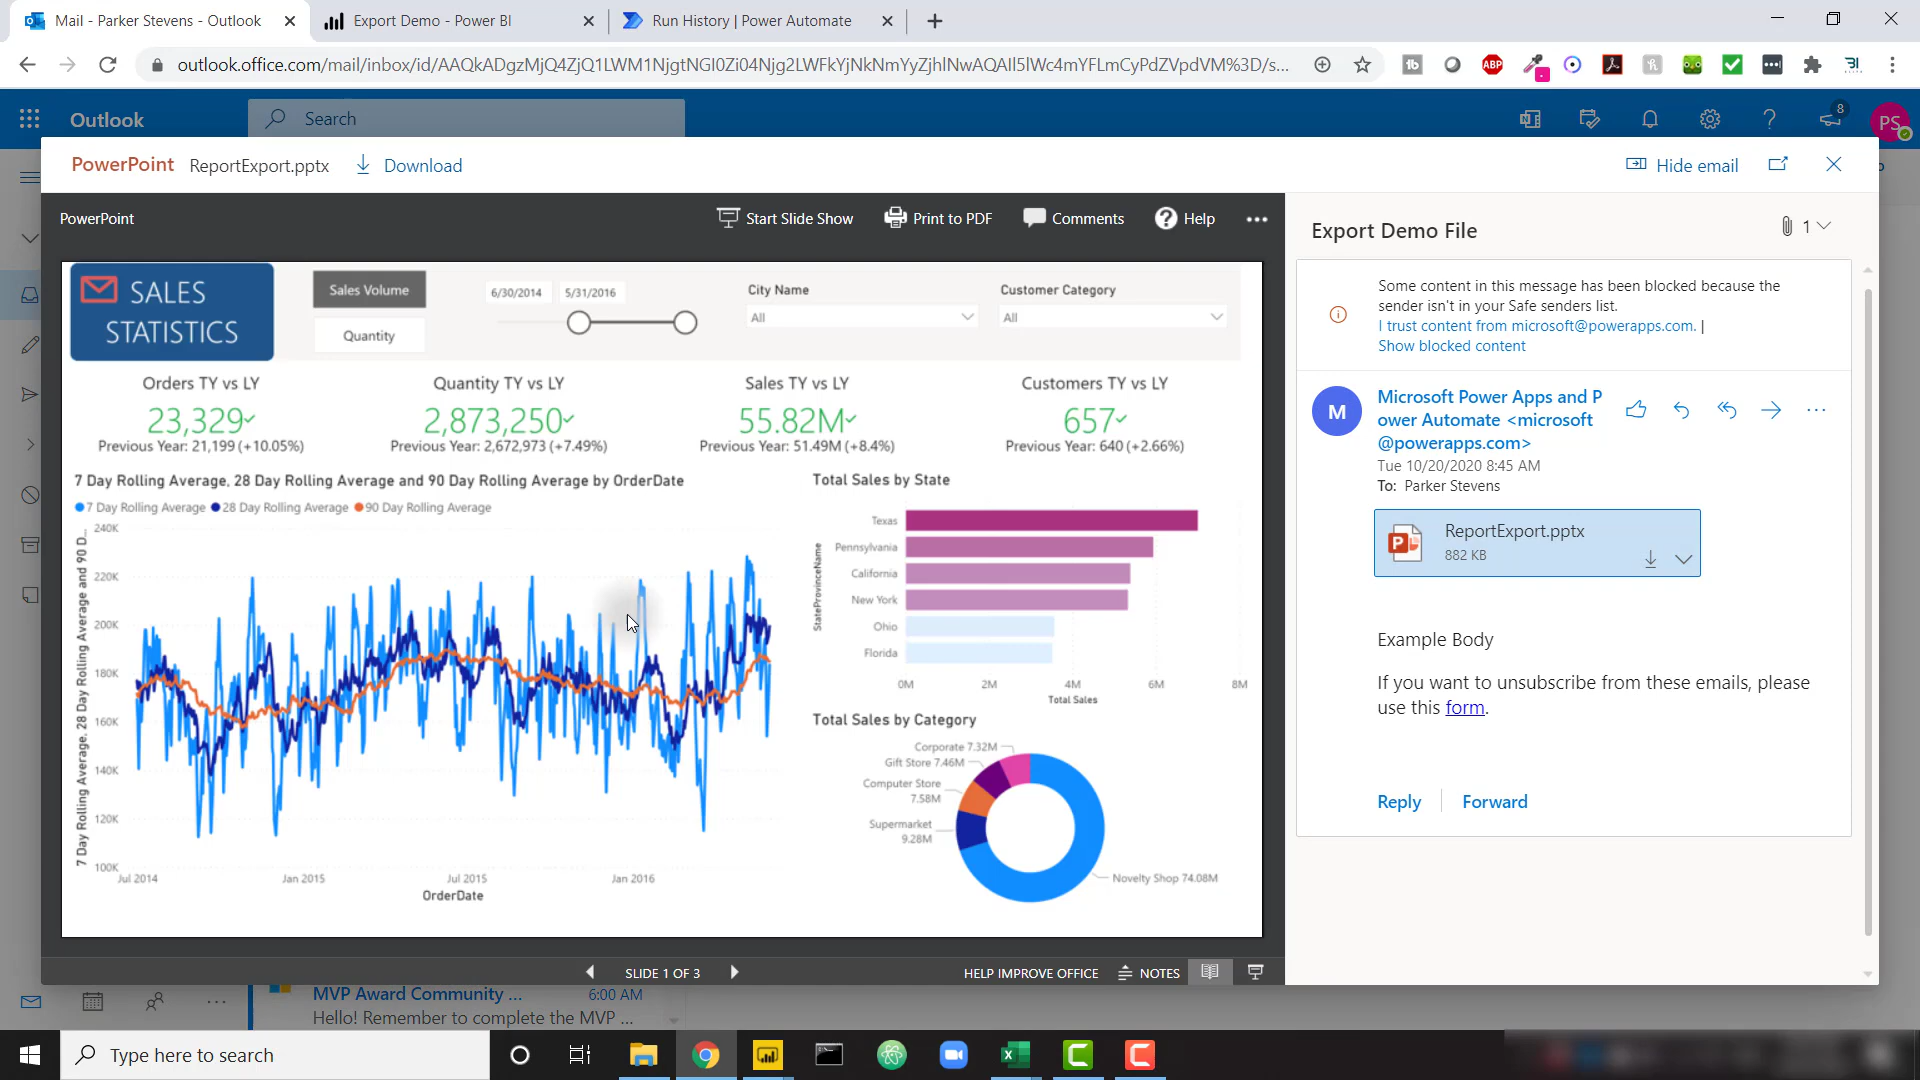 Mail - Parker Stevens - Outlook
Export Demo - Power BI
Run History | Power Automate
outlook.office.com/mail/inbox/id/AAQkADgzMjQ4ZjQ1LWM1NjgtNGI0Zi04Njg2LWFkYjNkNmYyZjhlNwAQAIl5lWc4mYFLmCyPdZVpdVM%3D/s...
ABP
Outlook
Search
8
PS
PowerPoint ReportExport.pptx Download
Hide email
PowerPoint
Start Slide Show
Print to PDF
Comments
Help
SALES
STATISTICS
Sales Volume
Quantity
6/30/2014
5/31/2016
City Name
All
Customer Category
All
Orders TY vs LY
23,329
Previous Year: 21,199 (+10.05%)
Quantity TY vs LY
2,873,250
Previous Year: 2,672,973 (+7.49%)
Sales TY vs LY
55.82M
Previous Year: 51.49M (+8.4%)
Customers TY vs LY
657
Previous Year: 640 (+2.66%)
7 Day Rolling Average, 28 Day Rolling Average and 90 Day Rolling Average by OrderDate
7 Day Rolling Average 28 Day Rolling Average 90 Day Rolling Average
7 Day Rolling Average, 28 Day Rolling Average and 90 D...
240K
220K
200K
180K
160K
140K
120K
100K
Jul 2014
Jan 2015
Jul 2015
Jan 2016
OrderDate
Total Sales by State
StateProvinceName
Texas
Pennsylvania
California
New York
Ohio
Florida
0M
2M
4M
6M
8M
Total Sales
Total Sales by Category
Corporate 7.32M
Gift Store 7.46M
Computer Store
7.58M
Supermarket
9.28M
Novelty Shop 74.08M
SLIDE 1 OF 3
HELP IMPROVE OFFICE
NOTES
Export Demo File
1
Some content in this message has been blocked because the
sender isn't in your Safe senders list.
I trust content from microsoft@powerapps.com. |
Show blocked content
M
Microsoft Power Apps and P
ower Automate <microsoft
@powerapps.com>
Tue 10/20/2020 8:45 AM
To: Parker Stevens
ReportExport.pptx
882 KB
Example Body
If you want to unsubscribe from these emails, please
use this form.
Reply
Forward
MVP Award Community ...
6:00 AM
Hello! Remember to complete the MVP ...
Type here to search